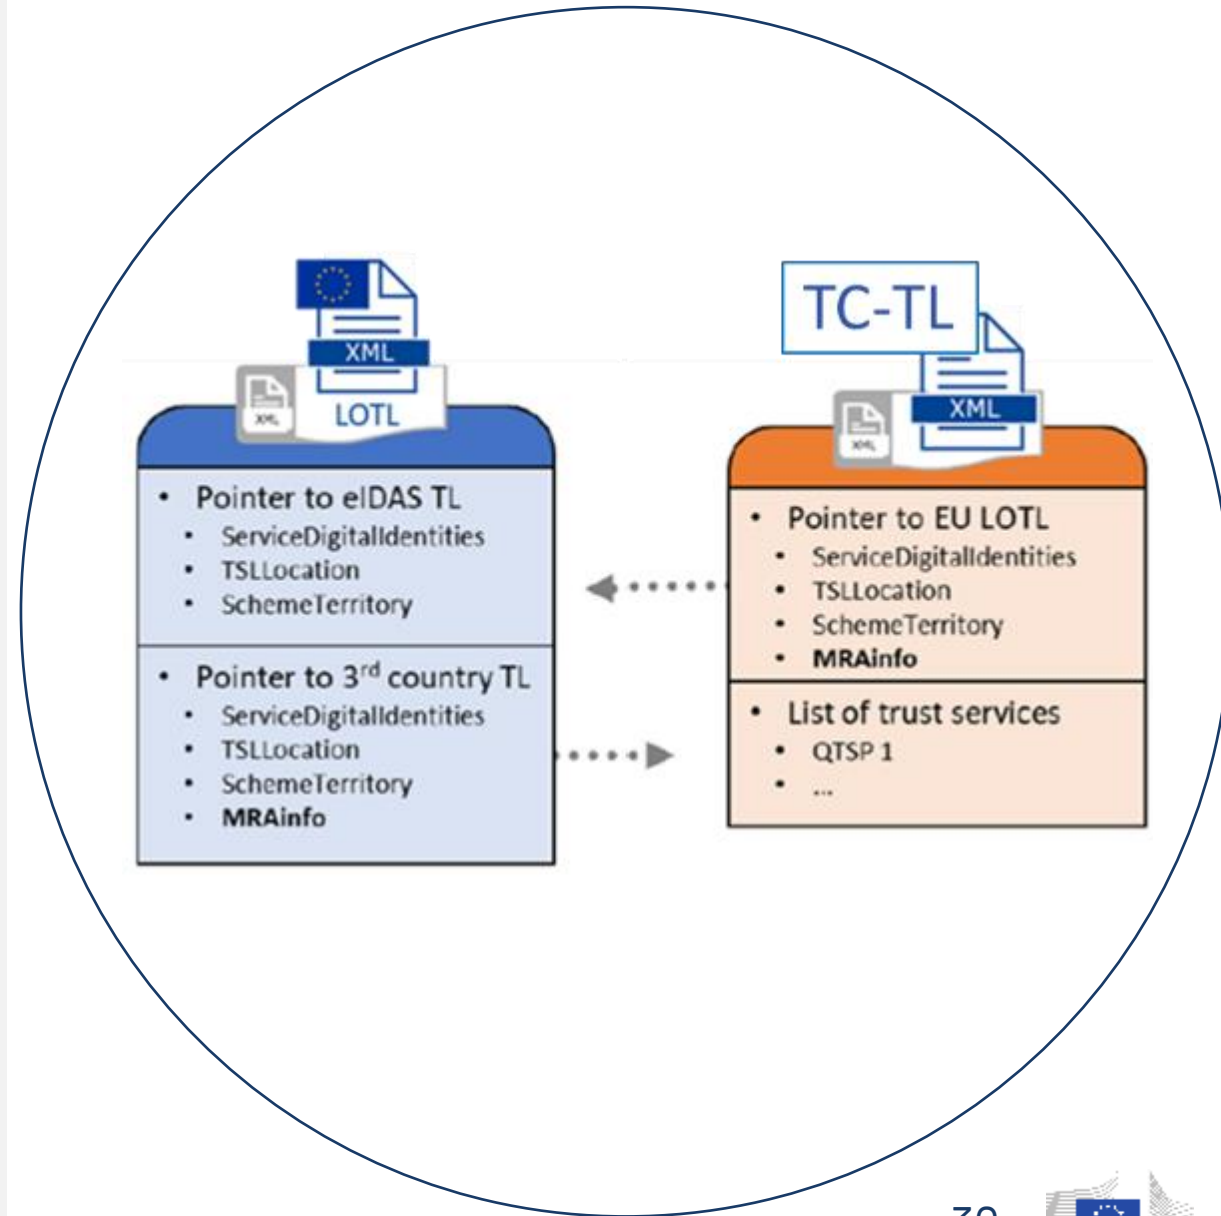 XML
XML
LOTL
• Pointer to eIDAS TL
• ServiceDigitalIdentities
• TSLLocation
• SchemeTerritory
• Pointer to 3rd country TL
• ServiceDigitalIdentities
• TSLLocation
• SchemeTerritory
• MRAinfo
TC-TL
XML
XML
• Pointer to EU LOTL
• ServiceDigitalIdentities
• TSLLocation
• SchemeTerritory
• MRAinfo
• List of trust services
• QTSP 1
• ...